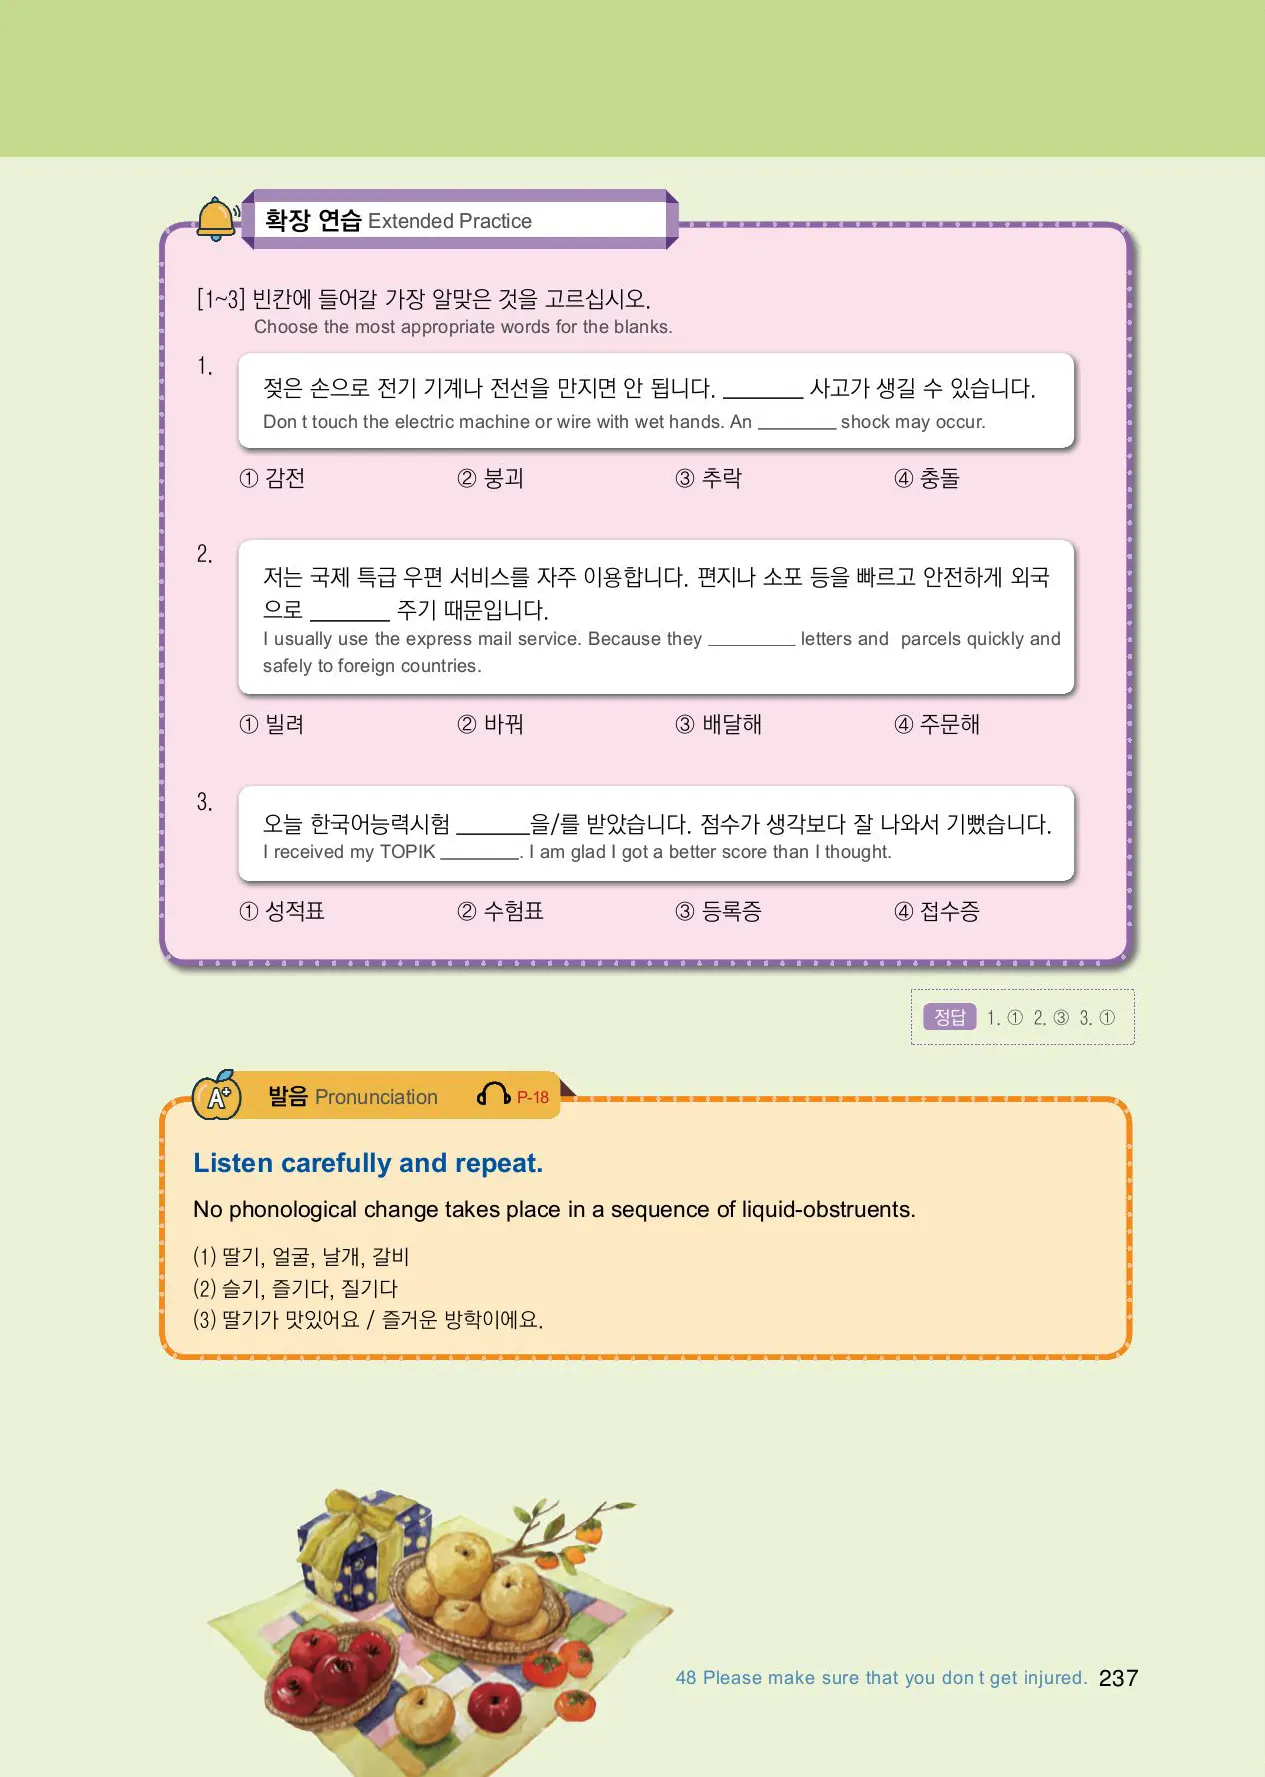 확장 연습 Extended Practice
[1~3] 빈칸에 들어갈 가장 알맞은 것을 고르십시오.
Choose the most appropriate words for the blanks.
1.
젖은 손으로 전기 기계나 전선을 만지면 안 됩니다. ________ 사고가 생길 수 있습니다.
Don t touch the electric machine or wire with wet hands. An ________ shock may occur.
① 감전 ② 붕괴 ③ 추락 ④ 충돌
2.
저는 국제 특급 우편 서비스를 자주 이용합니다. 편지나 소포 등을 빠르고 안전하게 외국
으로 ________ 주기 때문입니다.
I usually use the express mail service. Because they ________ letters and parcels quickly and
safely to foreign countries.
① 빌려 ② 바꿔 ③ 배달해 ④ 주문해
3.
오늘 한국어능력시험 ________을/를 받았습니다. 점수가 생각보다 잘 나와서 기뻤습니다.
I received my TOPIK ________. I am glad I got a better score than I thought.
① 성적표 ② 수험표 ③ 등록증 ④ 접수증
정답 1. ① 2. ③ 3. ①
A+ 발음 Pronunciation P-18
Listen carefully and repeat.
No phonological change takes place in a sequence of liquid-obstruents.
(1) 딸기, 얼굴, 날개, 갈비
(2) 슬기, 즐기다, 질기다
(3) 딸기가 맛있어요 / 즐거운 방학이에요.
48 Please make sure that you don t get injured. 237